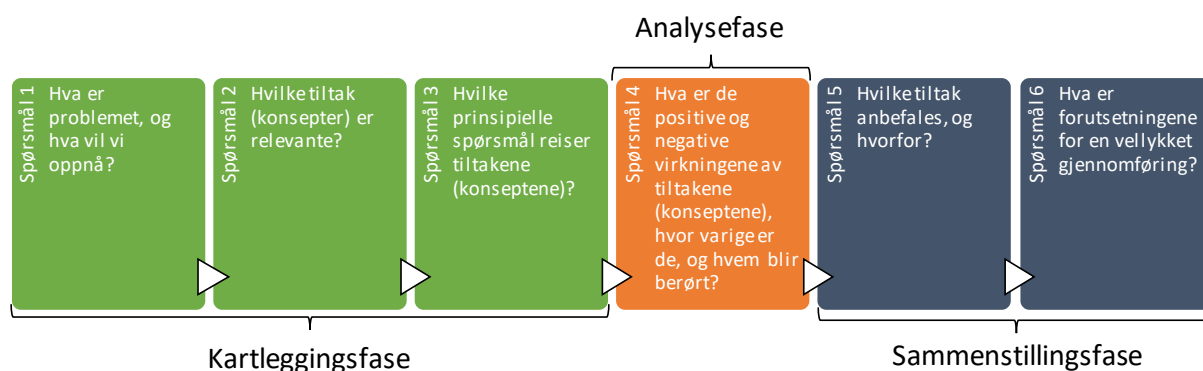 Analysefase
Spørsmål 1
Hva er
problemet, og
hva vil vi
oppnå?
Spørsmål 2
Hvilke tiltak
(konsepter) er
relevante?
Spørsmål 3
Hvilke
prinsipielle
spørsmål reiser
tiltakene
(konseptene)?
Spørsmål 4
Hva er de
positive og
negative
virkningene av
tiltakene
(konseptene),
hvor varige er
de, og hvem blir
berørt?
Spørsmål 5
Hvilke tiltak
anbefales, og
hvorfor?
Spørsmål 6
Hva er
forutsetningene
for en vellykket
gjennomføring?
Kartleggingsfase
Sammenstillingsfase